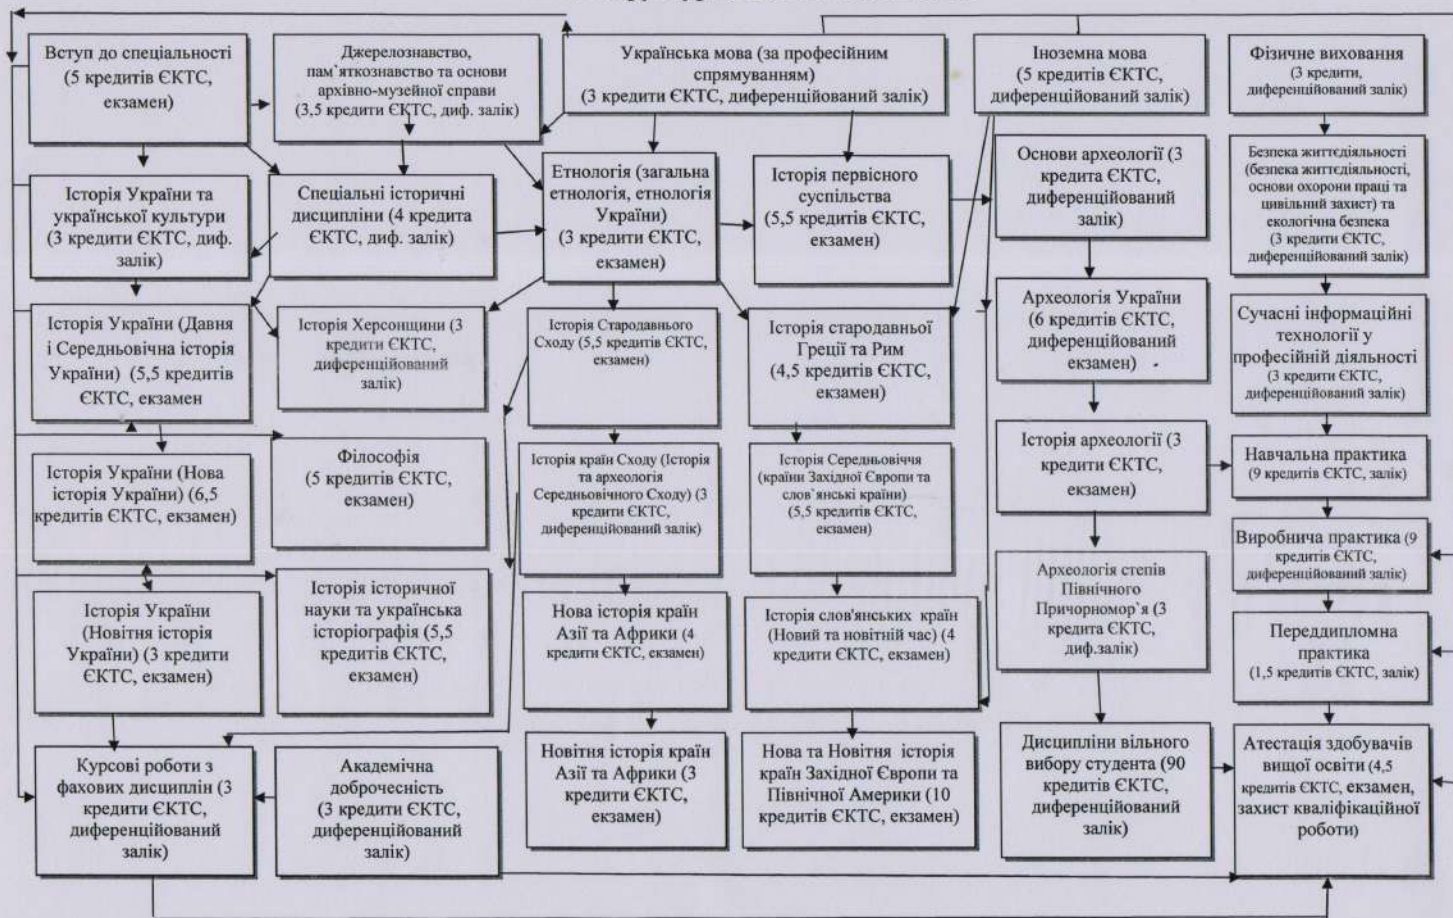 Вступ до спеціальності
(5 кредитів ЄКТС,
екзамен)
Джерелознавство,
пам`яткознавство та основи
архівно-музейної справи
(3,5 кредити ЄКТС, диф. залік)
Українська мова (за професійним
спрямуванням)
(3 кредити ЄКТС, диференційований залік)
Іноземна мова
(5 кредитів ЄКТС,
диференційований залік)
Фізичне виховання
(3 кредити,
диференційований залік)
Історія України та
української культури
(3 кредити ЄКТС, диф.
залік)
Спеціальні історичні
дисципліни (4 кредита
ЄКТС, диф. залік)
Етнологія (загальна
етнологія, етнологія
України)
(3 кредити ЄКТС,
екзамен)
Історія первісного
суспільства
(5,5 кредитів ЄКТС,
екзамен)
Основи археології (3
кредита ЄКТС,
диференційований
залік)
Безпека життєдіяльності
(безпека життєдіяльності,
основи охорони праці та
цивільний захист) та
екологічна безпека
(3 кредити ЄКТС,
диференційований залік)
Історія України (Давня
і Середньовічна історія
України) (5,5 кредитів
ЄКТС, екзамен
Історія Херсонщини (3
кредити ЄКТС,
диференційований
залік)
Історія Стародавнього
Сходу (5,5 кредитів ЄКТС,
екзамен)
Історія стародавньої
Греції та Рим
(4,5 кредитів ЄКТС,
екзамен)
Археологія України
(6 кредитів ЄКТС,
диференційований
екзамен)
Сучасні інформаційні
технології у
професійній діяльності
(3 кредити ЄКТС,
диференційований залік)
Історія України (Нова
історія України) (6,5
кредитів ЄКТС, екзамен)
Філософія
(5 кредитів ЄКТС,
екзамен)
Історія країн Сходу (Історія
та археологія
Середньовічного Сходу) (3
кредити ЄКТС,
диференційований залік)
Історія Середньовіччя
(країни Західної Європи та
слов`янські країни)
(5,5 кредитів ЄКТС,
екзамен)
Історія археології (3
кредити ЄКТС,
екзамен)
Навчальна практика
(9 кредитів ЄКТС, залік)
Виробнича практика (9
кредитів ЄКТС,
диференційований залік)
Історія України
(Новітня історія
України) (3 кредити
ЄКТС, екзамен)
Історія історичної
науки та українська
історіографія (5,5
кредитів ЄКТС,
екзамен)
Нова історія країн
Азії та Африки (4
кредити ЄКТС, екзамен)
Історія слов'янських країн
(Новий та новітній час) (4
кредити ЄКТС, екзамен)
Археологія степів
Північного
Причорномор`я (3
кредита ЄКТС,
диф.залік)
Переддипломна
практика
(1,5 кредитів ЄКТС, залік)
Курсові роботи з
фахових дисциплін (3
кредити ЄКТС,
диференційований
залік)
Академічна
доброчесність
(3 кредити ЄКТС,
диференційований
залік)
Новітня історія країн
Азії та Африки (3
кредити ЄКТС,
екзамен)
Нова та Новітня історія
країн Західної Європи та
Північної Америки (10
кредитів ЄКТС, екзамен)
Дисципліни вільного
вибору студента (90
кредитів ЄКТС,
диференційований
залік)
Атестація здобувачів
вищої освіти (4,5
кредитів ЄКТС, екзамен,
захист кваліфікаційної
роботи)